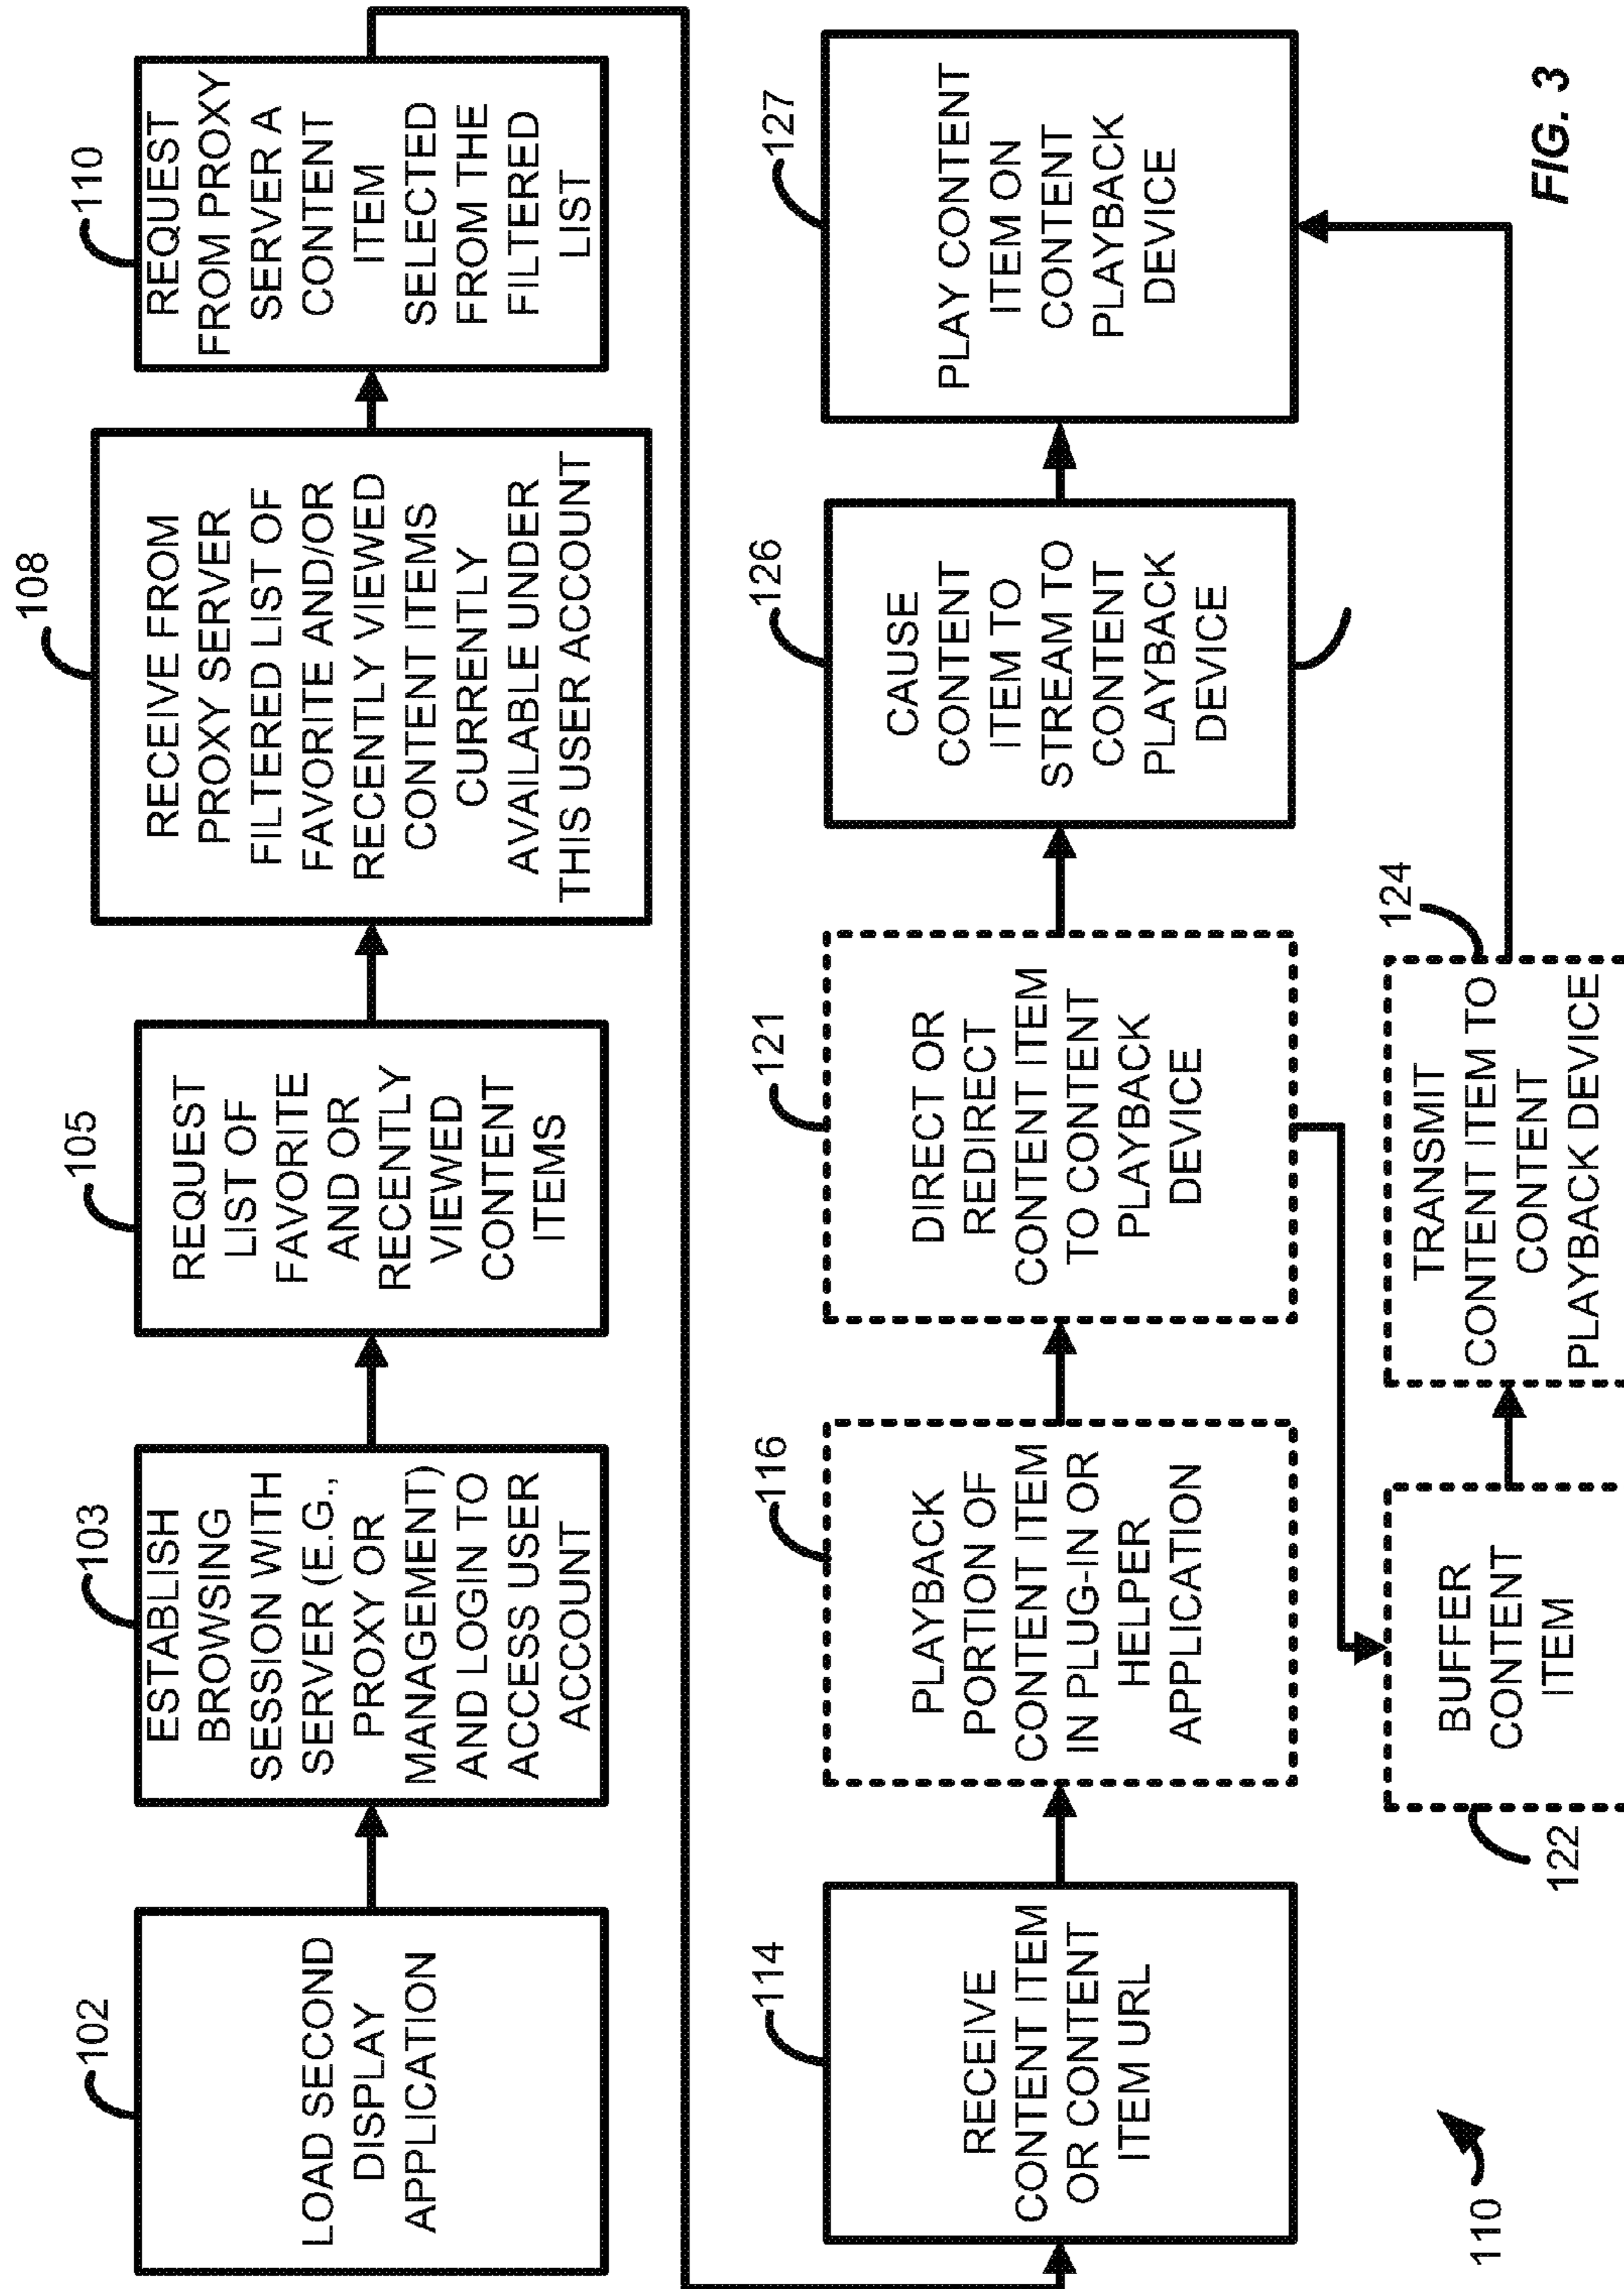 102
LOAD SECOND
DISPLAY
APPLICATION
103
ESTABLISH
BROWSING
SESSION WITH
SERVER (E.G.,
PROXY OR
MANAGEMENT)
AND LOGIN TO
ACCESS USER
ACCOUNT
105
REQUEST
LIST OF
FAVORITE
AND OR
RECENTLY
VIEWED
CONTENT
ITEMS
108
RECEIVE FROM
PROXY SERVER
FILTERED LIST OF
FAVORITE AND/OR
RECENTLY VIEWED
CONTENT ITEMS
CURRENTLY
AVAILABLE UNDER
THIS USER ACCOUNT
110
REQUEST
FROM PROXY
SERVER A
CONTENT
ITEM
SELECTED
FROM THE
FILTERED
LIST
114
RECEIVE
CONTENT ITEM
OR CONTENT
ITEM URL
116
PLAYBACK
PORTION OF
CONTENT ITEM
IN PLUG-IN OR
HELPER
APPLICATION
121
DIRECT OR
REDIRECT
CONTENT ITEM
TO CONTENT
PLAYBACK
DEVICE
126
CAUSE
CONTENT
ITEM TO
STREAM TO
CONTENT
PLAYBACK
DEVICE
127
PLAY CONTENT
ITEM ON
CONTENT
PLAYBACK
DEVICE
122
BUFFER
CONTENT
ITEM
124
TRANSMIT
CONTENT ITEM TO
CONTENT
PLAYBACK DEVICE
110
FIG. 3